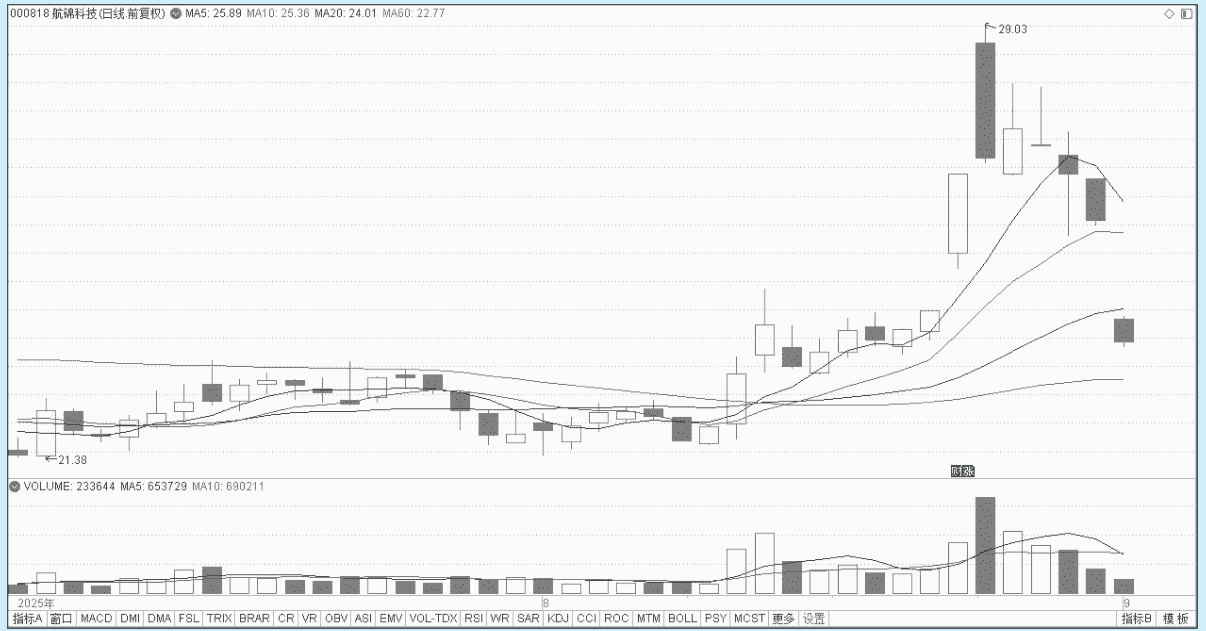 000818 航锦科技(日线.前复权) MA5: 25.89 MA10: 25.36 MA20: 24.01 MA60: 22.77
29.03
21.38
财涨
VOLUME: 233644 MA5: 653729 MA10: 690211
2025年 8 9
指标A 窗口 MACD DMI DMA FSL TRIX BRAR CR VR OBV ASI EMV VOL-TDX RSI WR SAR KDJ CCI ROC MTM BOLL PSY MCST 更多 设置 指标B 模板